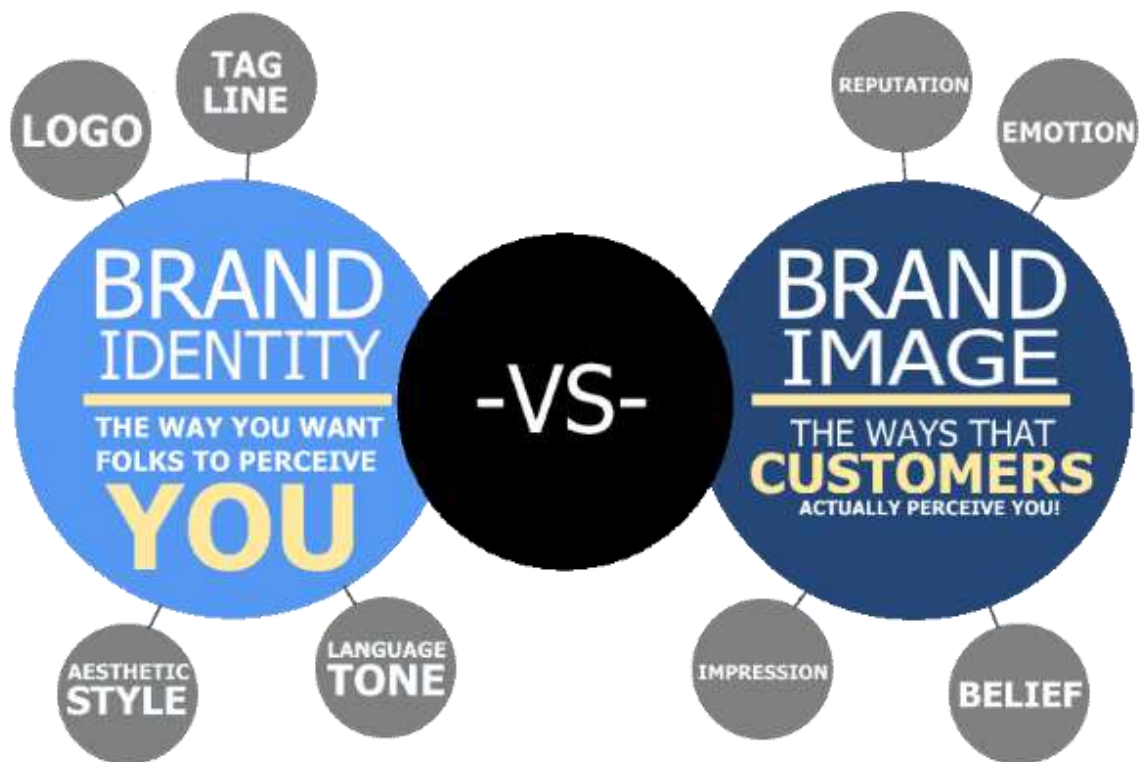 LOGO
TAG
LINE
BRAND
IDENTITY
THE WAY YOU WANT
FOLKS TO PERCEIVE
YOU
AESTHETIC
STYLE
LANGUAGE
TONE
-VS-
REPUTATION
EMOTION
BRAND
IMAGE
THE WAYS THAT
CUSTOMERS
ACTUALLY PERCEIVE YOU!
IMPRESSION
BELIEF